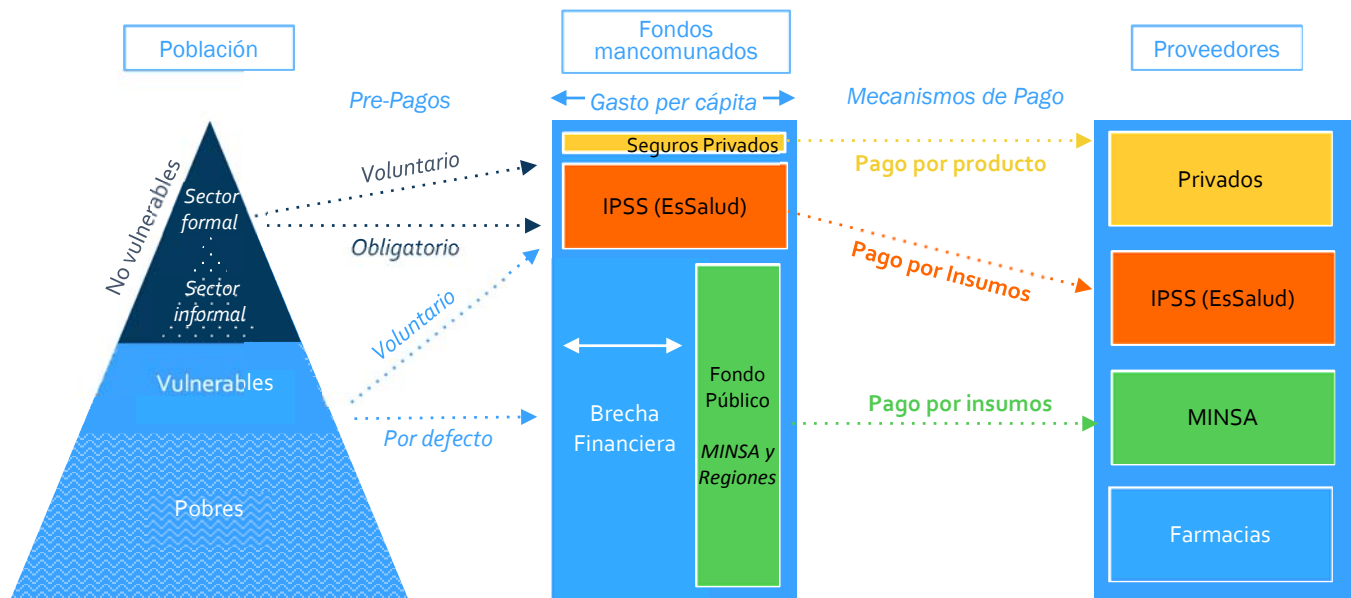 Población
Fondos
mancomunados
Proveedores
Pre-Pagos
Gasto per cápita
Mecanismos de Pago
No vulnerables
Sector
formal
Sector
informal
Vulnerables
Pobres
Voluntario
Obligatorio
Voluntario
Por defecto
Seguros Privados
IPSS (EsSalud)
Brecha
Financiera
Fondo
Público
MINSA y
Regiones
Pago por producto
Pago por Insumos
Pago por insumos
Privados
IPSS (EsSalud)
MINSA
Farmacias